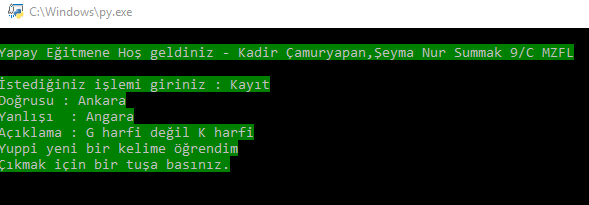 C:\Windows\py.exe
Yapay Eğitmene Hoş geldiniz - Kadir Çamuryapan,Şeyma Nur Summak 9/C MZFL
İstediğiniz işlemi giriniz : Kayıt
Doğrusu : Ankara
Yanlışı  : Angara
Açıklama : G harfi değil K harfi
Yuppi yeni bir kelime öğrendim
Çıkmak için bir tuşa basınız.